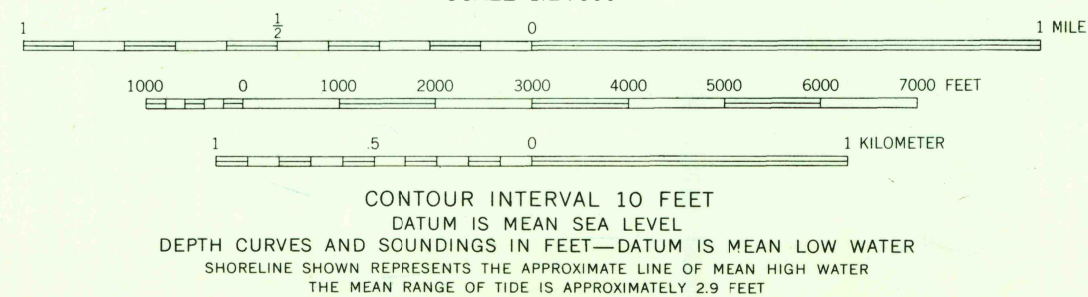 1 1/2 0 1 MILE
1000 0 1000 2000 3000 4000 5000 6000 7000 FEET
1 .5 0 1 KILOMETER
CONTOUR INTERVAL 10 FEET
DATUM IS MEAN SEA LEVEL
DEPTH CURVES AND SOUNDINGS IN FEET—DATUM IS MEAN LOW WATER
SHORELINE SHOWN REPRESENTS THE APPROXIMATE LINE OF MEAN HIGH WATER
THE MEAN RANGE OF TIDE IS APPROXIMATELY 2.9 FEET